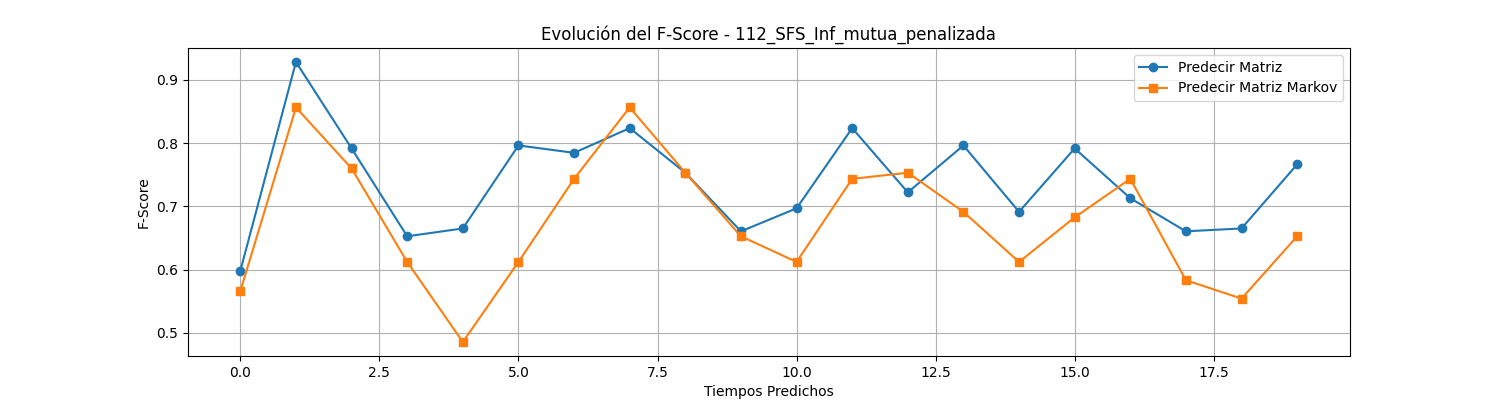 Evolución del F-Score - 112_SFS_Inf_mutua_penalizada
Predecir Matriz
Predecir Matriz Markov
F-Score
0.9
0.8
0.7
0.6
0.5
0.0 2.5 5.0 7.5 10.0 12.5 15.0 17.5
Tiempos Predichos